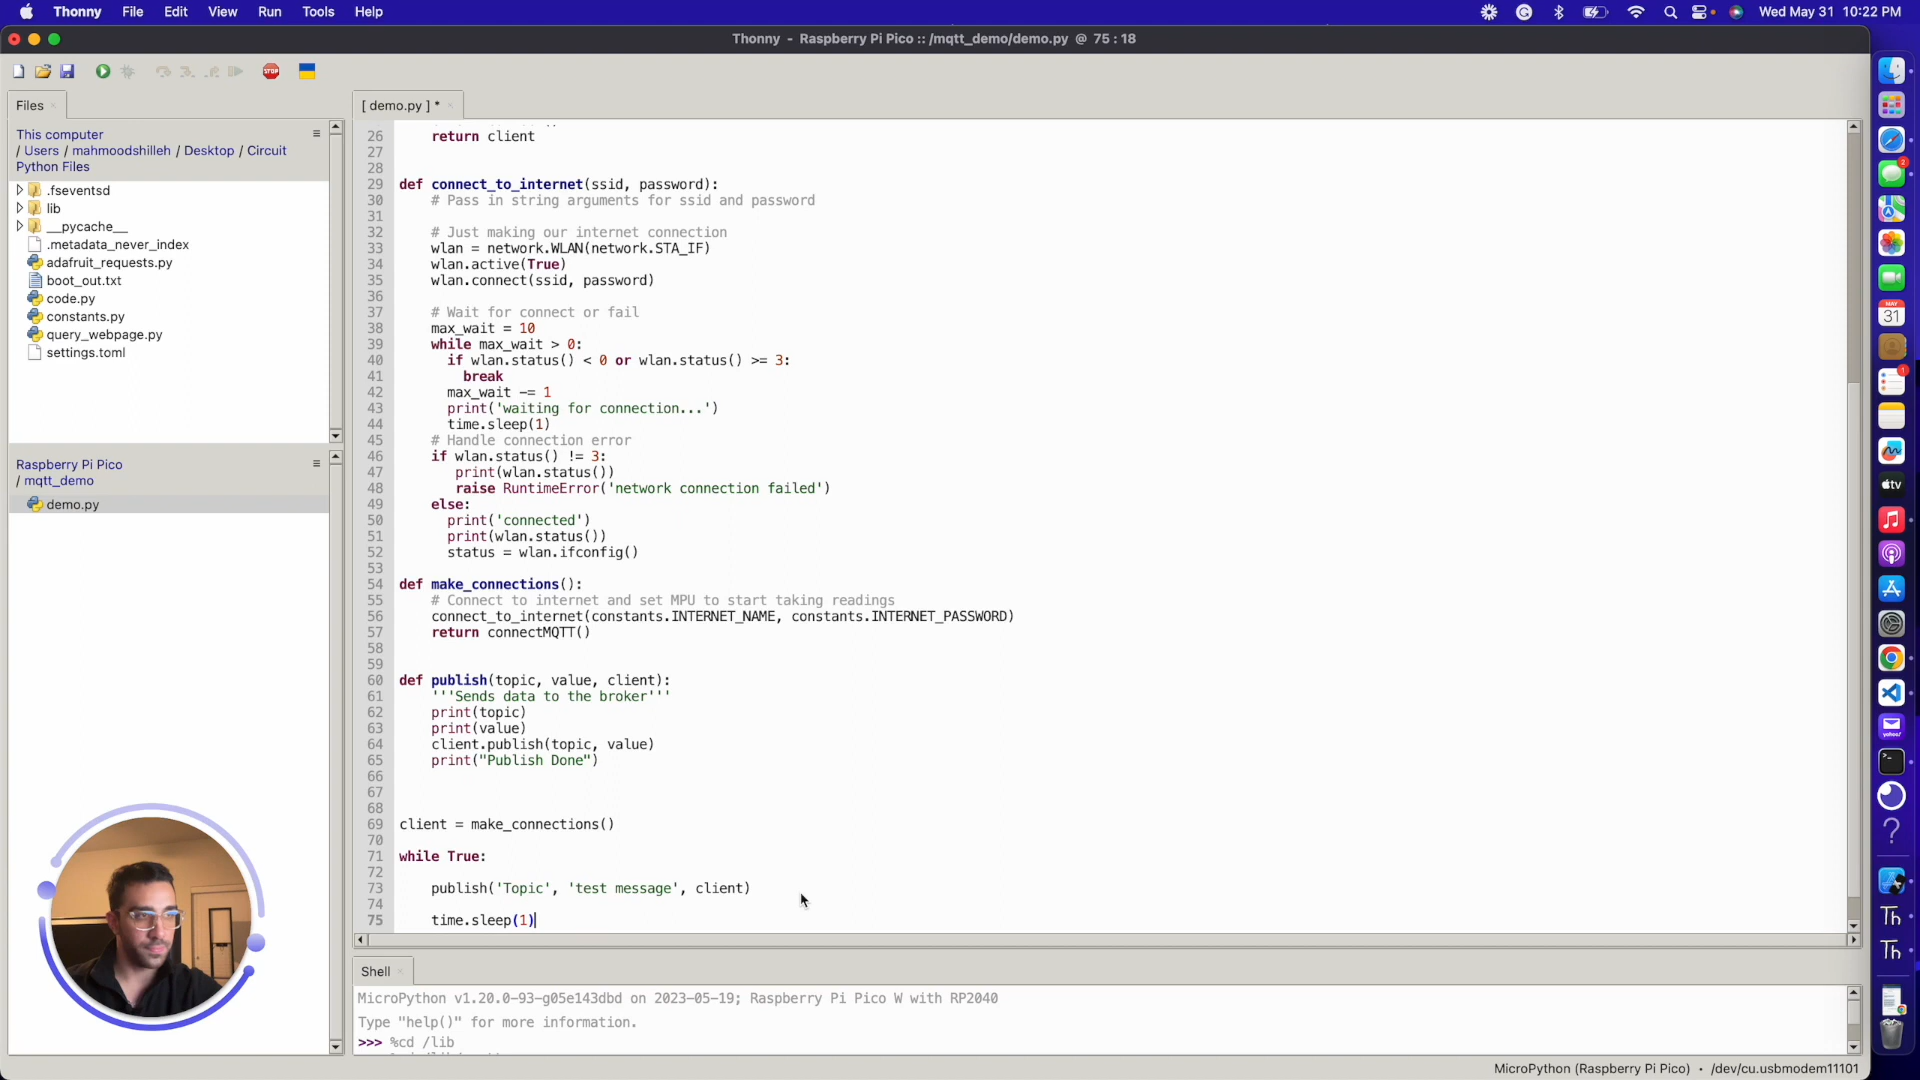 Thonny File Edit View Run Tools Help
Wed May 31 10:22 PM
Thonny - Raspberry Pi Pico :: /mqtt_demo/demo.py @ 75 : 18
STOP
Files
This computer
/ Users / mahmoodshilleh / Desktop / Circuit
Python Files
.fseventsd
lib
__pycache__
.metadata_never_index
adafruit_requests.py
boot_out.txt
code.py
constants.py
query_webpage.py
settings.toml
Raspberry Pi Pico
/ mqtt_demo
demo.py
[ demo.py ] *
26 return client
27
28
29 def connect_to_internet(ssid, password):
30 # Pass in string arguments for ssid and password
31
32 # Just making our internet connection
33 wlan = network.WLAN(network.STA_IF)
34 wlan.active(True)
35 wlan.connect(ssid, password)
36
37 # Wait for connect or fail
38 max_wait = 10
39 while max_wait > 0:
40 if wlan.status() < 0 or wlan.status() >= 3:
41 break
42 max_wait -= 1
43 print('waiting for connection...')
44 time.sleep(1)
45 # Handle connection error
46 if wlan.status() != 3:
47 print(wlan.status())
48 raise RuntimeError('network connection failed')
49 else:
50 print('connected')
51 print(wlan.status())
52 status = wlan.ifconfig()
53
54 def make_connections():
55 # Connect to internet and set MPU to start taking readings
56 connect_to_internet(constants.INTERNET_NAME, constants.INTERNET_PASSWORD)
57 return connectMQTT()
58
59
60 def publish(topic, value, client):
61 '''Sends data to the broker'''
62 print(topic)
63 print(value)
64 client.publish(topic, value)
65 print("Publish Done")
66
67
68
69 client = make_connections()
70
71 while True:
72
73 publish('Topic', 'test message', client)
74
75 time.sleep(1)
Shell
MicroPython v1.20.0-93-g05e143dbd on 2023-05-19; Raspberry Pi Pico W with RP2040
Type "help()" for more information.
>>> %cd /lib
MicroPython (Raspberry Pi Pico) • /dev/cu.usbmodem11101
2
MAY
31
1
tv
yahoo!
Th
Th